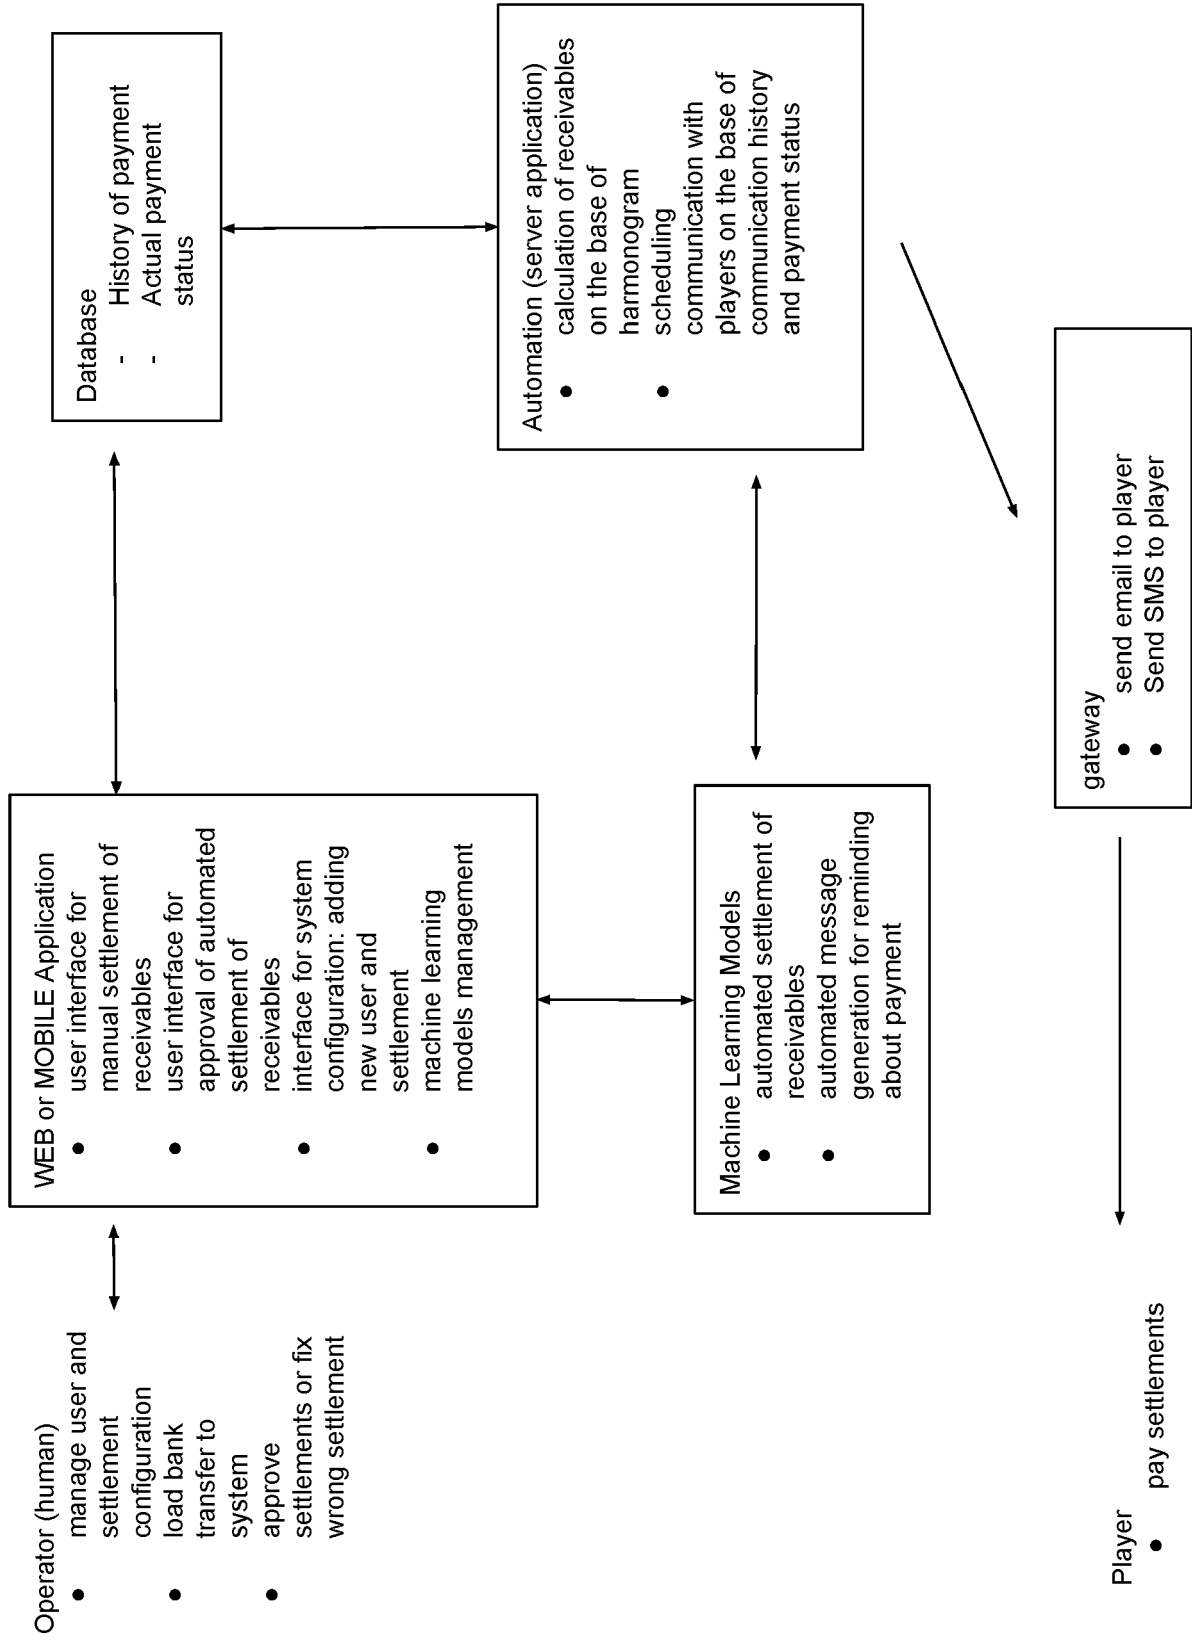 Operator (human)
● manage user and
settlement
configuration
● load bank
transfer to
system
● approve
settlements or fix
wrong settlement
WEB or MOBILE Application
● user interface for
manual settlement of
receivables
● user interface for
approval of automated
settlement of
receivables
● interface for system
configuration: adding
new user and
settlement
● machine learning
models management
Database
- History of payment
- Actual payment
status
Machine Learning Models
● automated settlement of
receivables
● automated message
generation for reminding
about payment
Automation (server application)
● calculation of receivables
on the base of
harmonogram
● scheduling
communication with
players on the base of
communication history
and payment status
gateway
● send email to player
● Send SMS to player
Player
● pay settlements